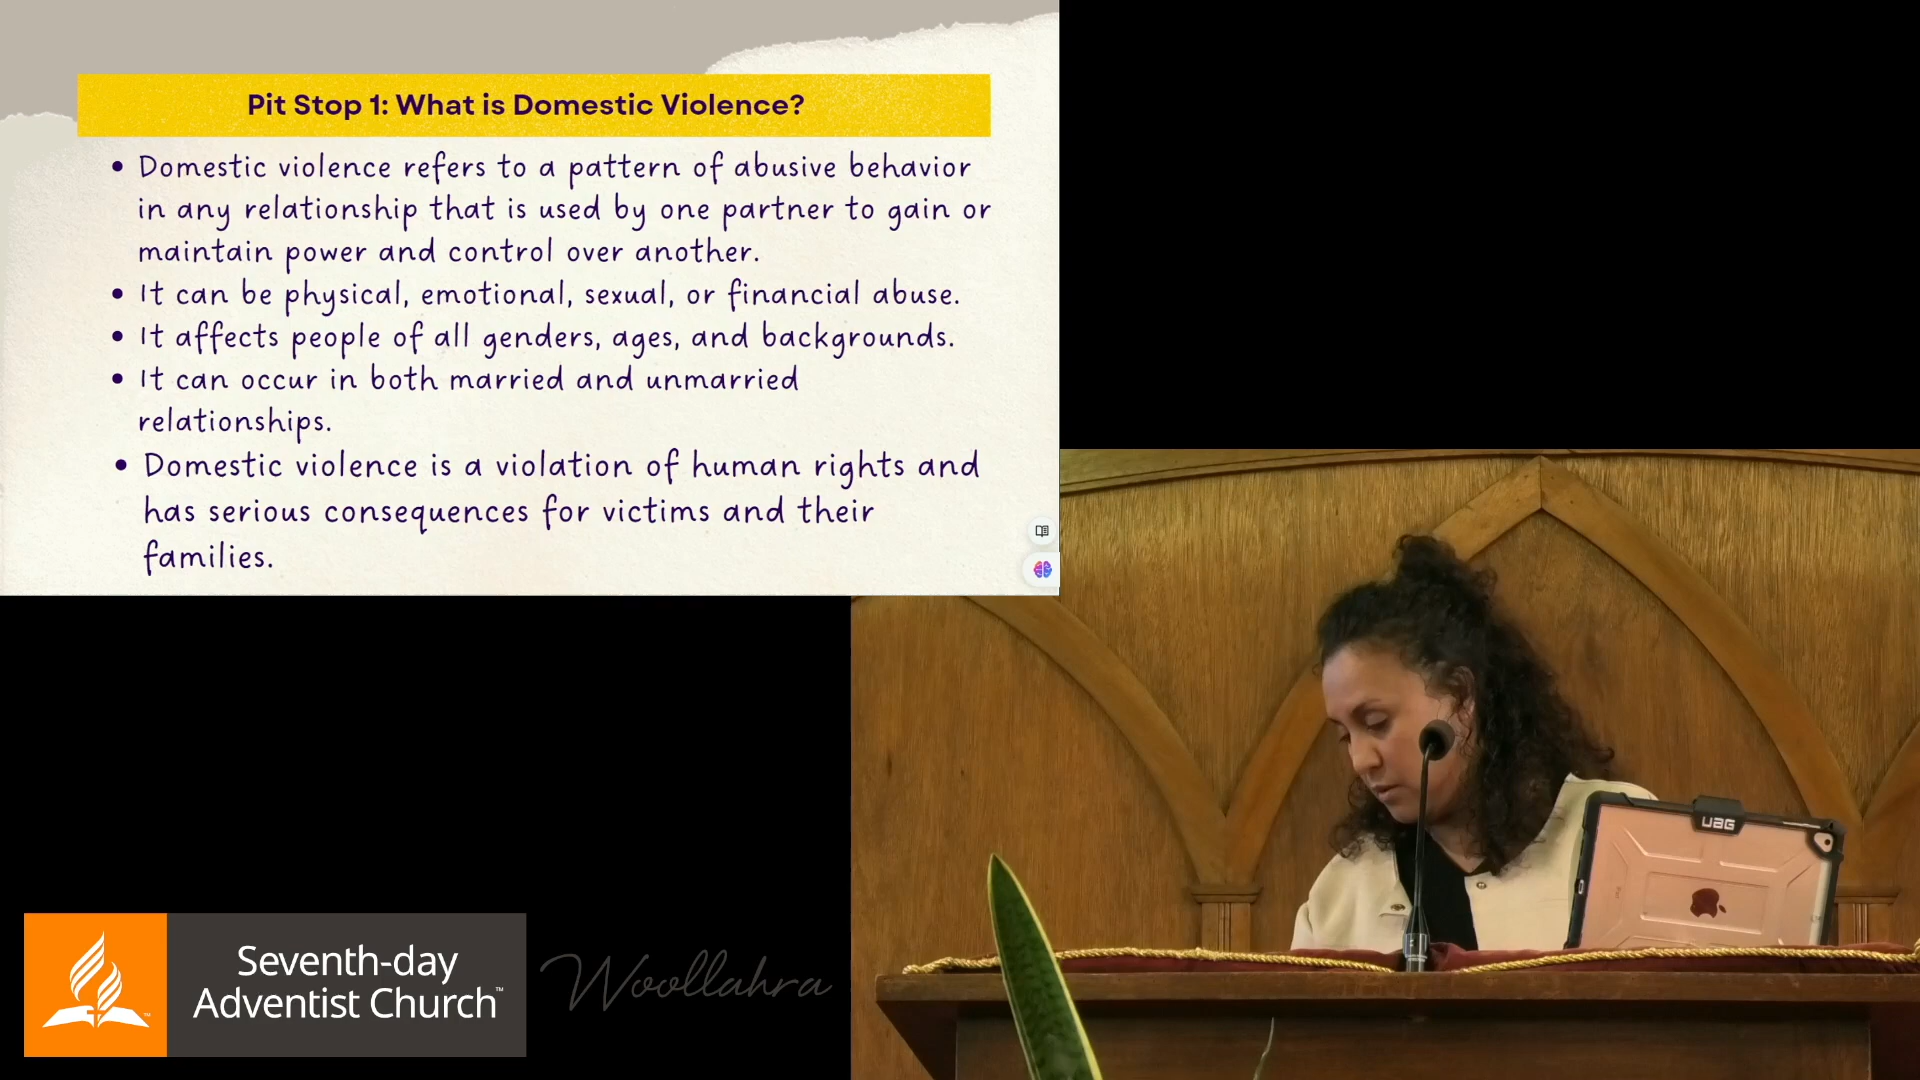 Pit Stop 1: What is Domestic Violence?
• Domestic violence refers to a pattern of abusive behavior
in any relationship that is used by one partner to gain or
maintain power and control over another.
• It can be physical, emotional, sexual, or financial abuse.
• It affects people of all genders, ages, and backgrounds.
• It can occur in both married and unmarried
relationships.
• Domestic violence is a violation of human rights and
has serious consequences for victims and their
families.
UAG
Seventh-day
Adventist Church™
Woollahra